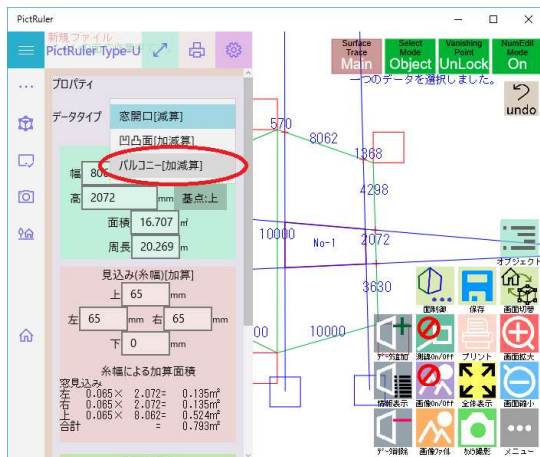 PictRuler
新規ファイル
PictRuler Type-U
Surface
Trace
Main
Select
Mode
Object
Vanishing
Point
UnLock
NumEdit
Mode
On
一つのデータを選択しました。
undo
プロパティ
データタイプ
窓開口[減算]
凹凸面[加減算]
バルコニー[加減算]
幅
高 2072 mm 基点:上
面積 16.707 ㎡
周長 20.269 m
見込み(糸幅)[加算]
上 65 mm
左 65 mm 右 65 mm
下 0 mm
糸幅による加算面積
窓見込み
左 0.065× 2.072= 0.135m²
右 0.065× 2.072= 0.135m²
上 0.065× 8.062= 0.524m²
合計 = 0.793m²
570
8062
1368
4298
10000
No-1
2072
3630
10000
オブジェクト
面制御
保存
画面切替
データ追加
測線On/Off
プリント
画面拡大
情報表示
画像On/Off
全体表示
画面縮小
データ削除
画像ファイル
カメラ撮影
メニュー